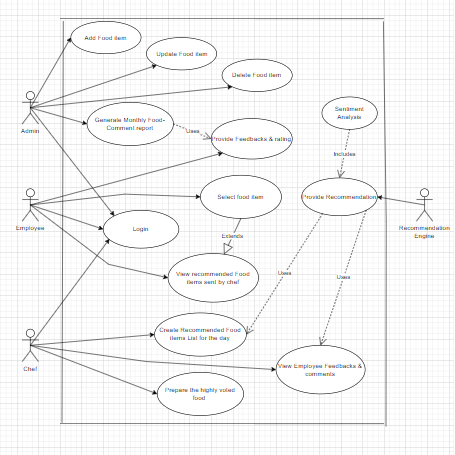 Add Food item
Update Food item
Delete Food item
Admin
Generate Monthly Food-
Comment report
Uses
Provide Feedbacks & rating
Sentiment
Analysis
Includes
Employee
Select food item
Provide Recommendation
Recommendation
Engine
Login
Extends
View recommended Food
items sent by chef
Uses
Uses
Create Recommended Food
items List for the day
Chef
View Employee Feedbacks &
comments
Prepare the highly voted
food